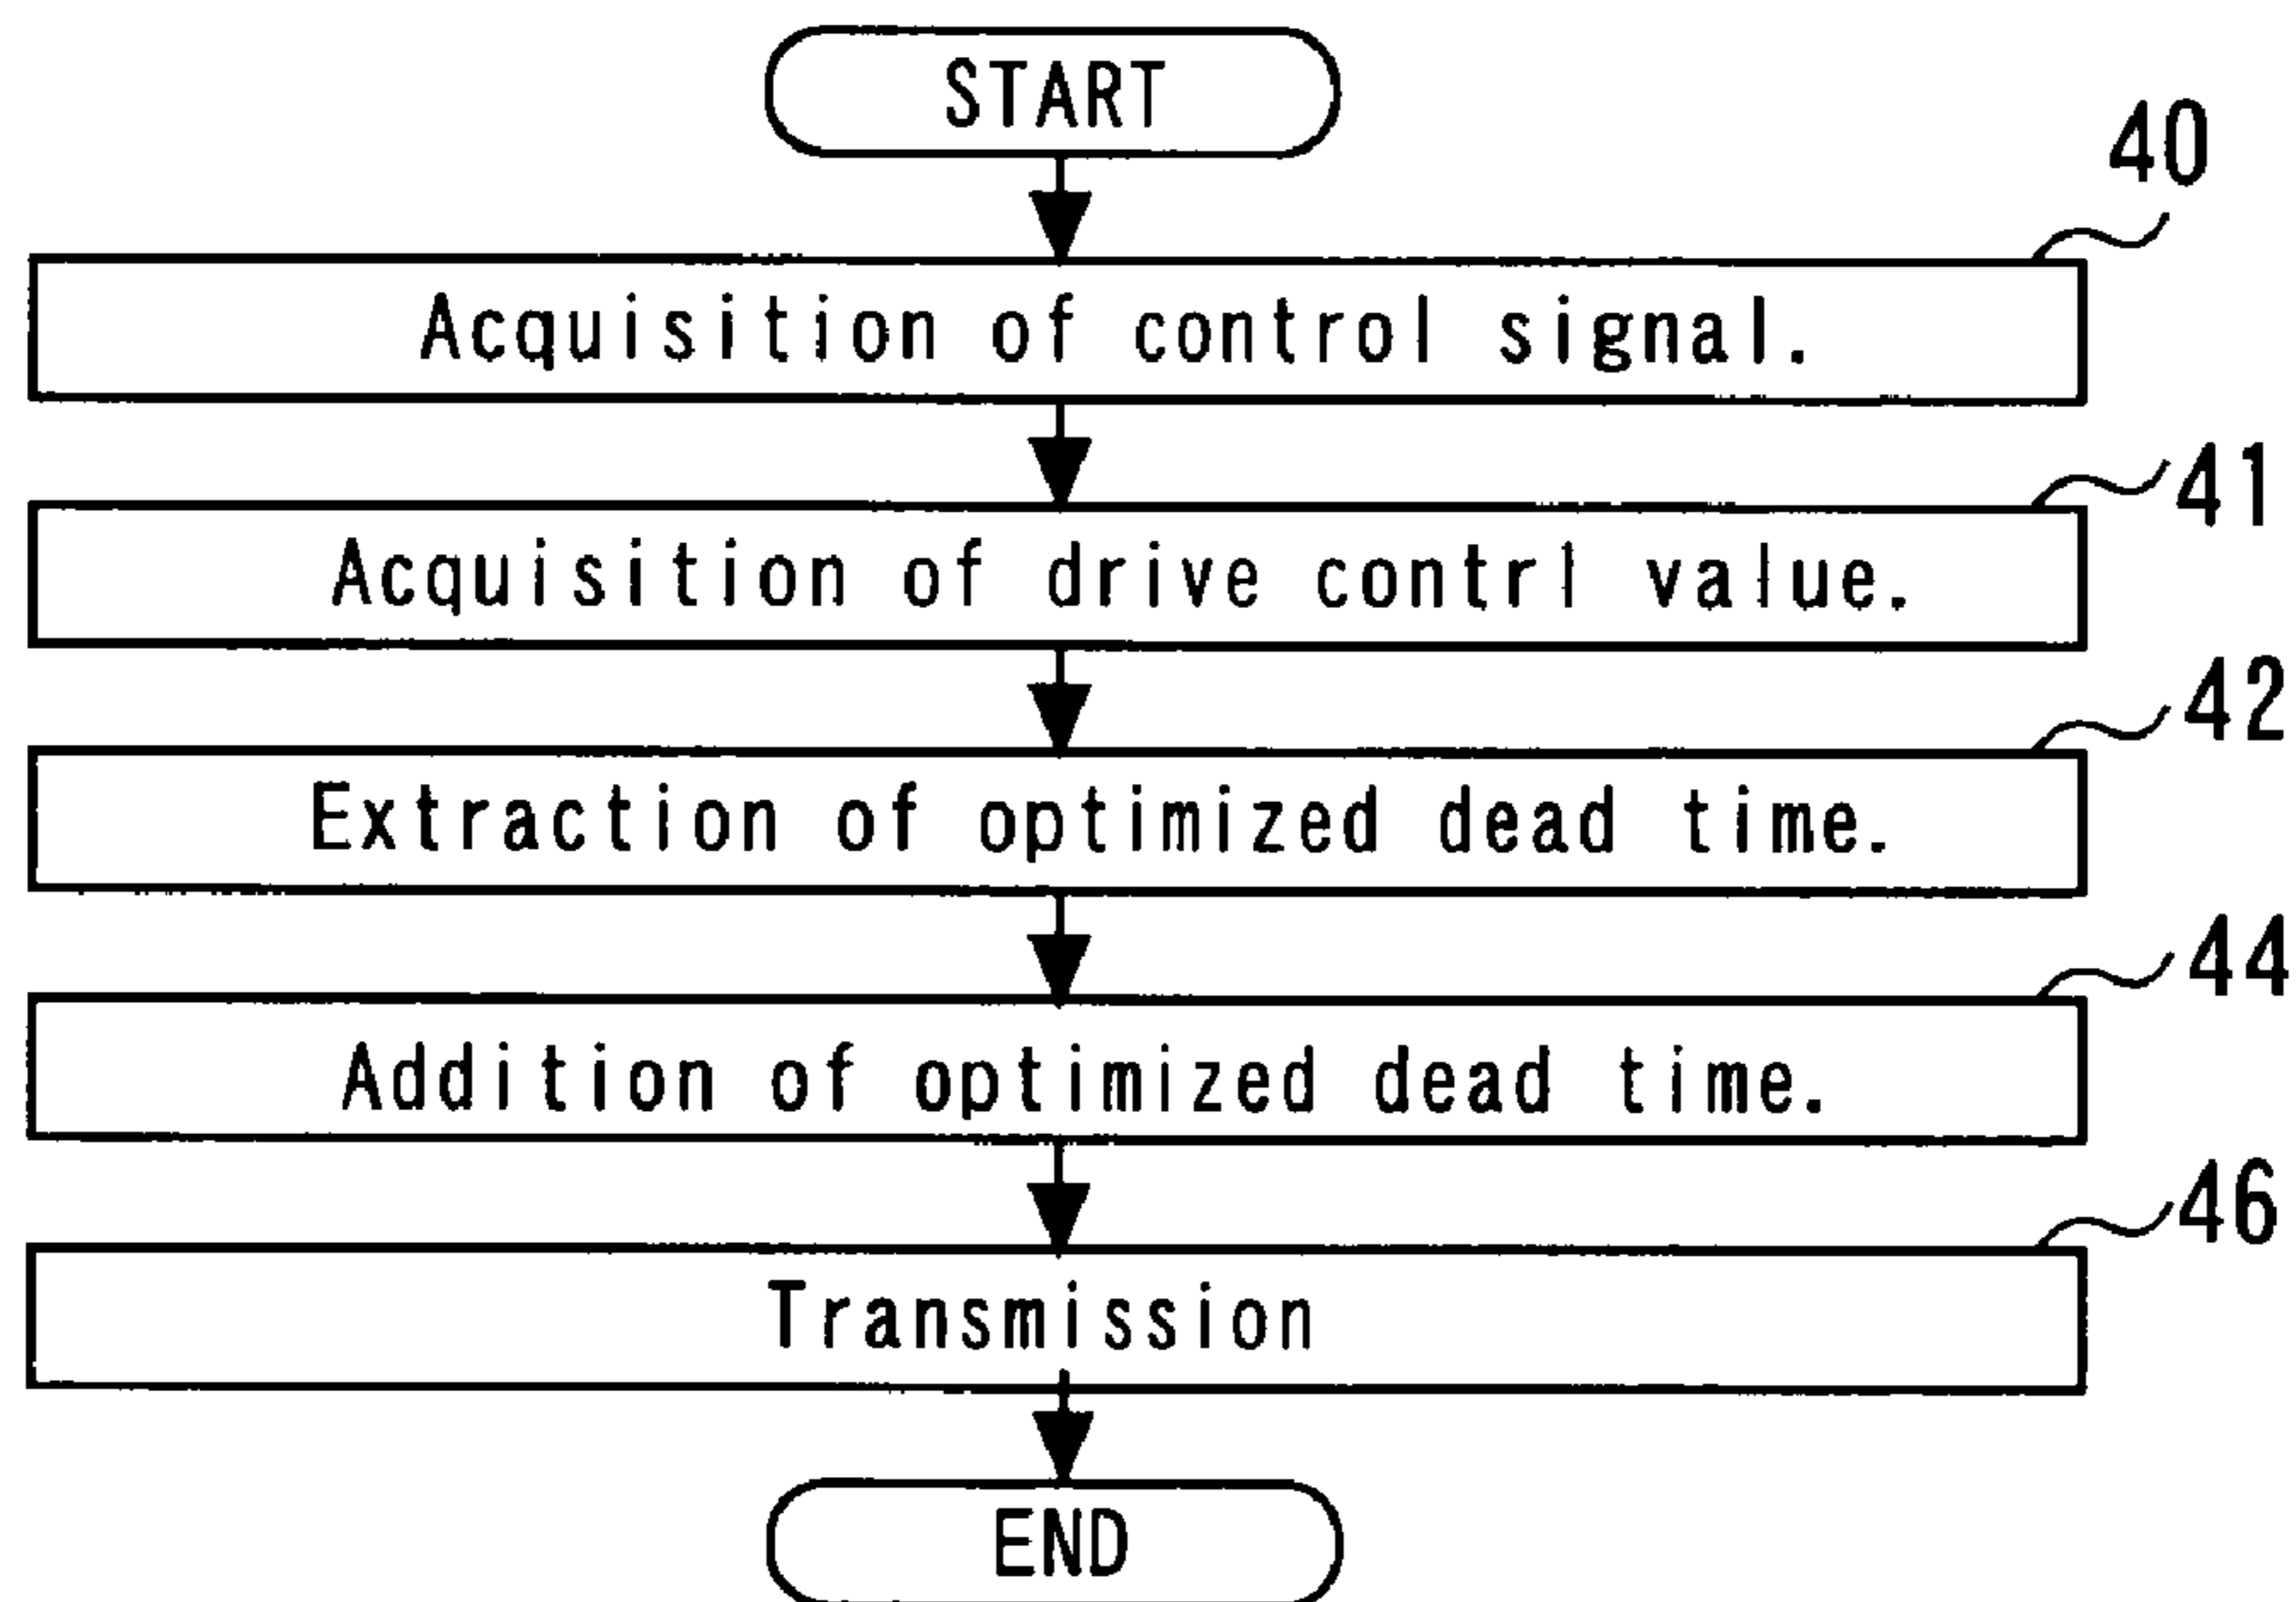 START
40
Acquisition of control signal.
41
Acquisition of drive contrl value.
42
Extraction of optimized dead time.
44
Addition of optimized dead time.
46
Transmission
END